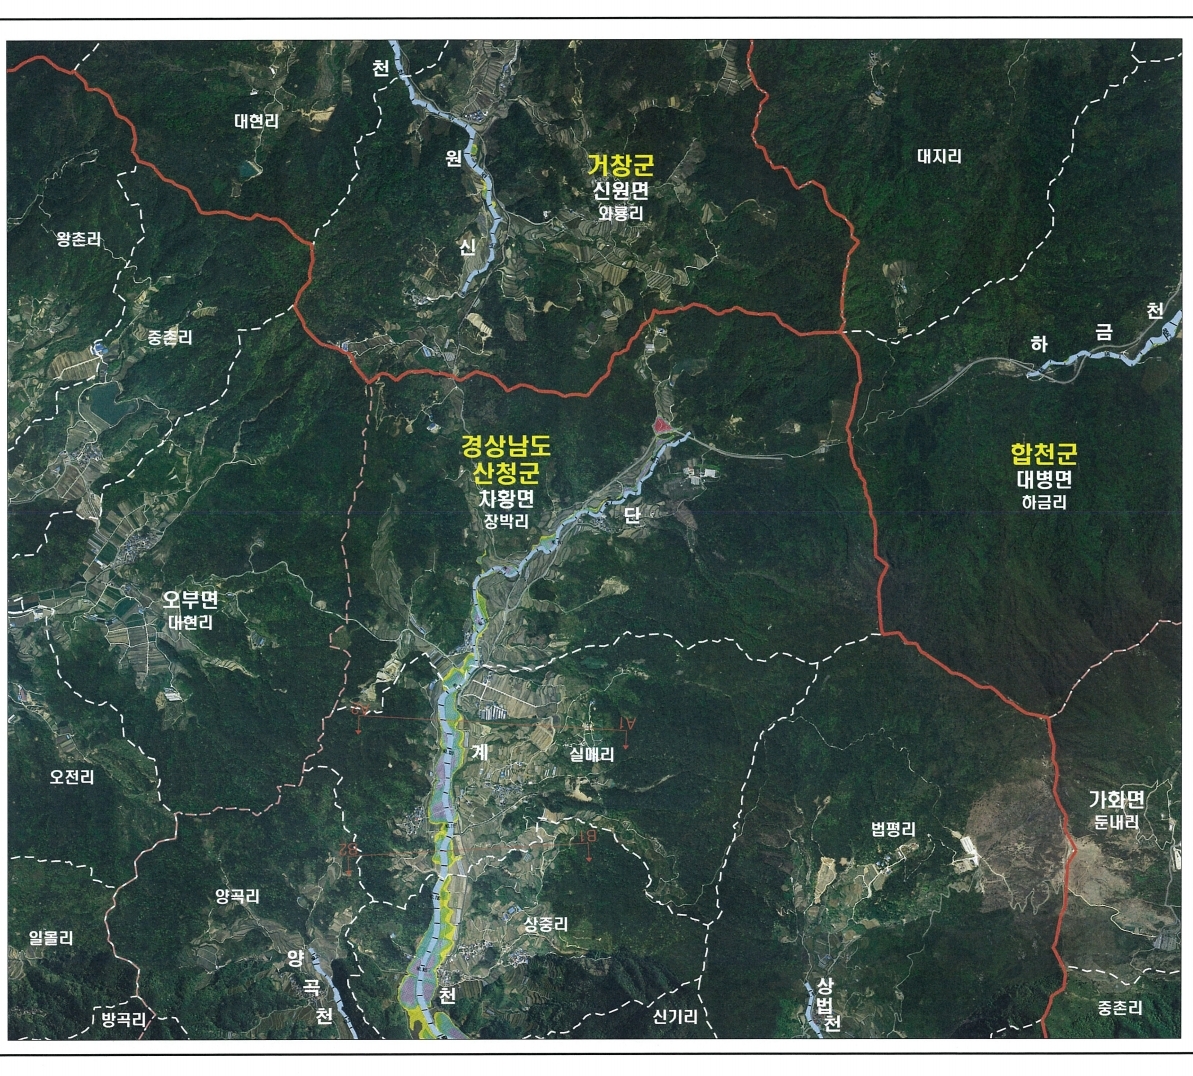 천
대현리
원
거창군
신원면
와룡리
대지리
신
왕촌리
중촌리
천
금
하
경상남도
산청군
차황면
장박리
합천군
대병면
하금리
단
오부면
대현리
A1
계
실매리
오전리
가화면
둔내리
법평리
B1
B2
양곡리
상중리
일물리
양
곡
천
천
상
법
천
방곡리
신기리
중촌리